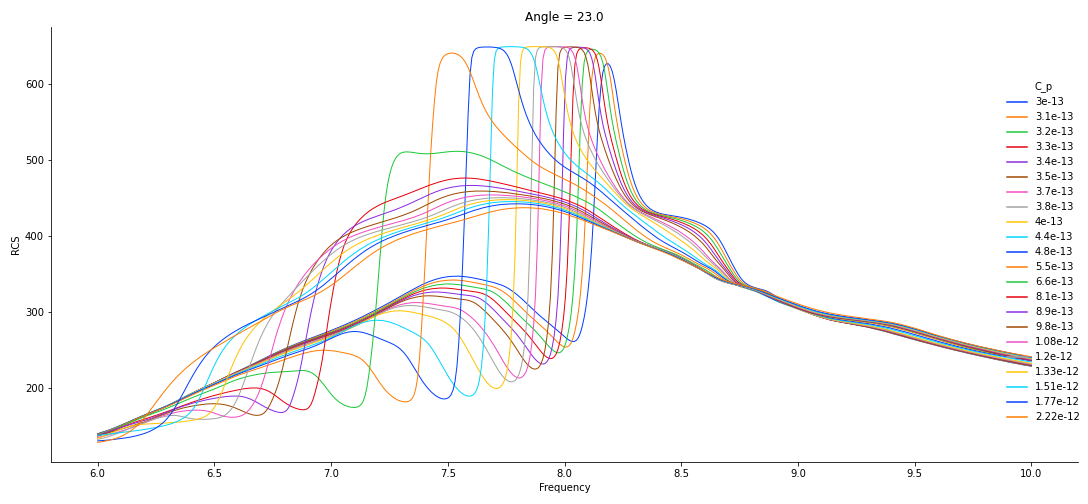 Angle = 23.0
RCS
600
500
400
300
200
6.0
6.5
7.0
7.5
8.0
8.5
9.0
9.5
10.0
Frequency
C_p
3e-13
3.1e-13
3.2e-13
3.3e-13
3.4e-13
3.5e-13
3.7e-13
3.8e-13
4e-13
4.4e-13
4.8e-13
5.5e-13
6.6e-13
8.1e-13
8.9e-13
9.8e-13
1.08e-12
1.2e-12
1.33e-12
1.51e-12
1.77e-12
2.22e-12